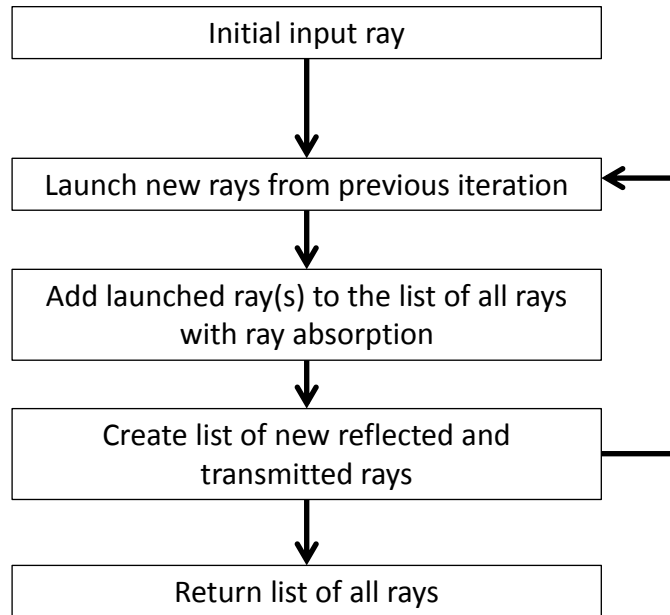 Initial input ray
Launch new rays from previous iteration
Add launched ray(s) to the list of all rays
with ray absorption
Create list of new reflected and
transmitted rays
Return list of all rays